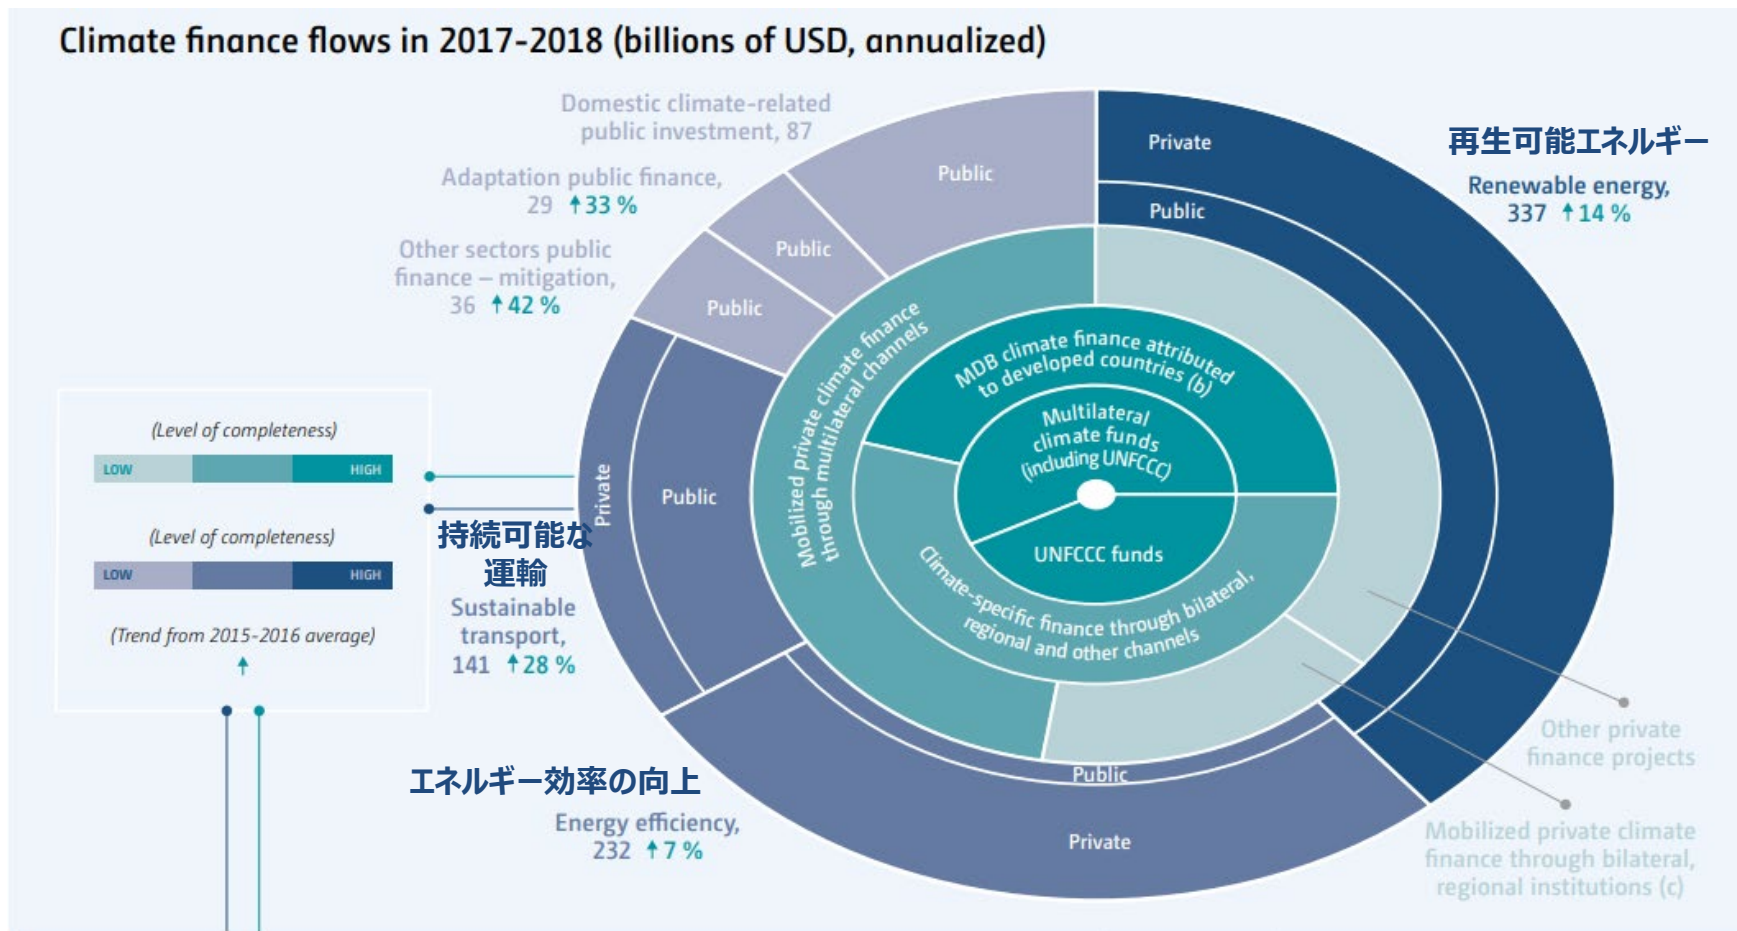 Climate finance flows in 2017-2018 (billions of USD, annualized)
Domestic climate-related
public investment, 87
Adaptation public finance,
29 ↑33 %
Other sectors public
finance – mitigation,
36 ↑42 %
Public
Public
Public
Private
Public
再生可能エネルギー
Renewable energy,
337 ↑14 %
(Level of completeness)
LOW
HIGH
(Level of completeness)
LOW
HIGH
(Trend from 2015-2016 average)
↑
Private
Public
持続可能な
運輸
Sustainable
transport,
141 ↑28 %
Mobilized private climate finance
through multilateral channels
MDB climate finance attributed
to developed countries (b)
Multilateral
climate funds
(including UNFCCC)
UNFCCC funds
Climate-specific finance through bilateral,
regional and other channels
エネルギー効率の向上
Energy efficiency,
232 ↑7 %
Public
Private
Other private
finance projects
Mobilized private climate
finance through bilateral,
regional institutions (c)